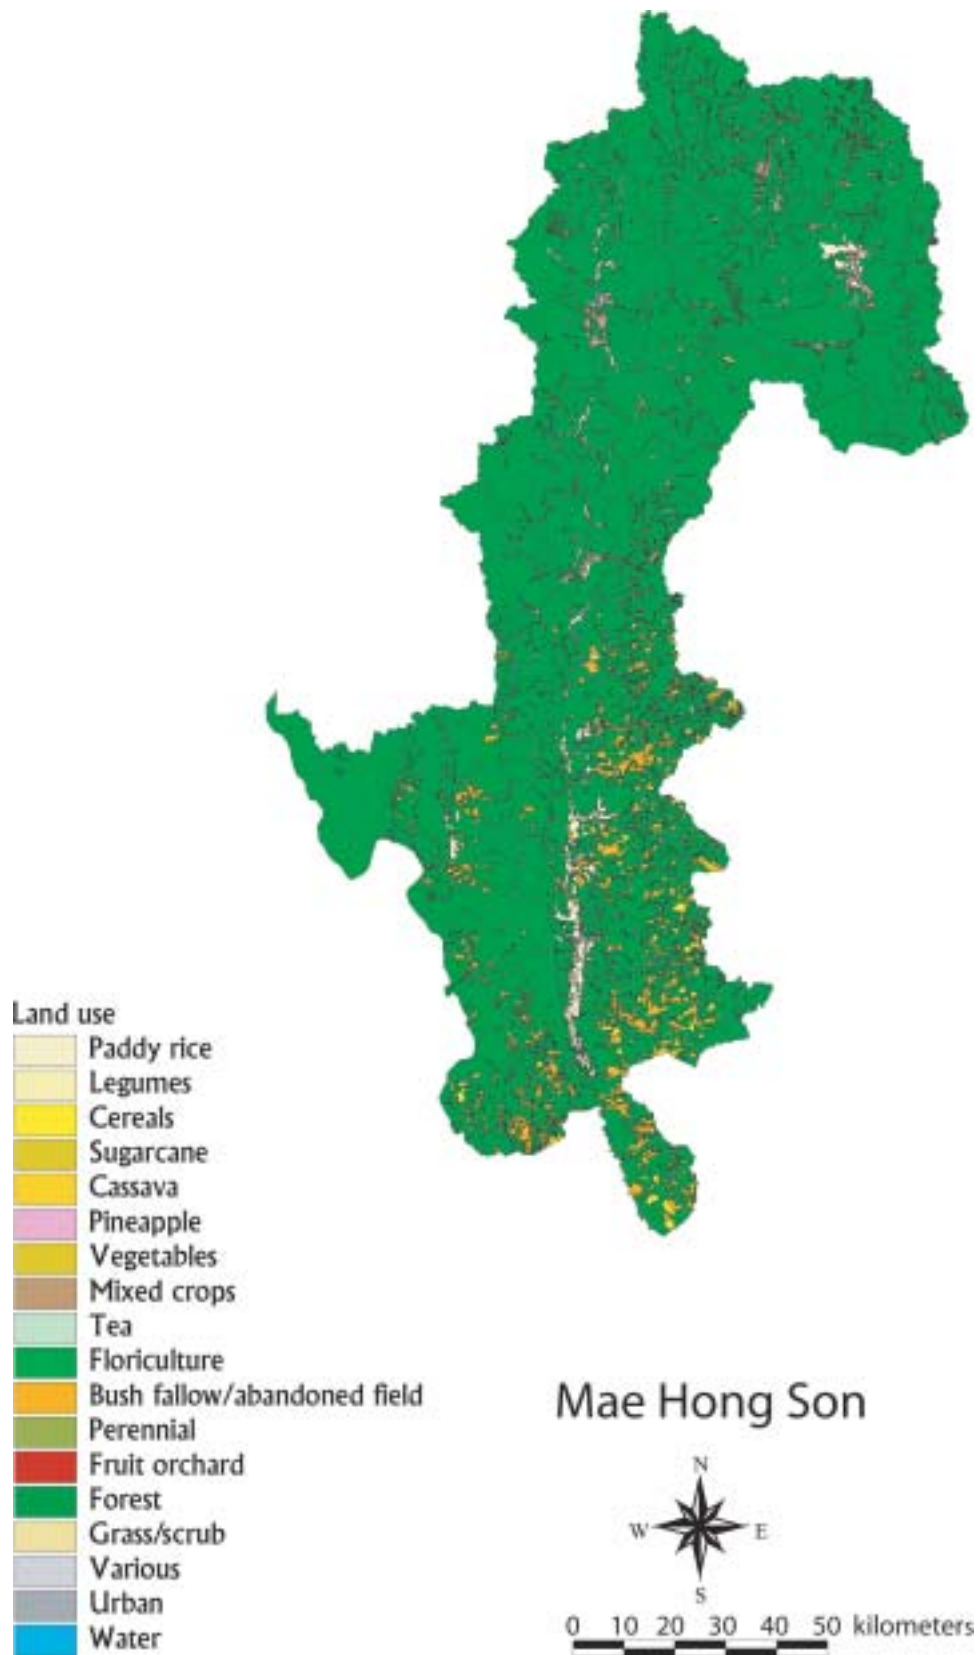 Land use
Paddy rice
Legumes
Cereals
Sugarcane
Cassava
Pineapple
Vegetables
Mixed crops
Tea
Floriculture
Bush fallow/abandoned field
Perennial
Fruit orchard
Forest
Grass/scrub
Various
Urban
Water
Mae Hong Son
N
W E
S
0 10 20 30 40 50 kilometers